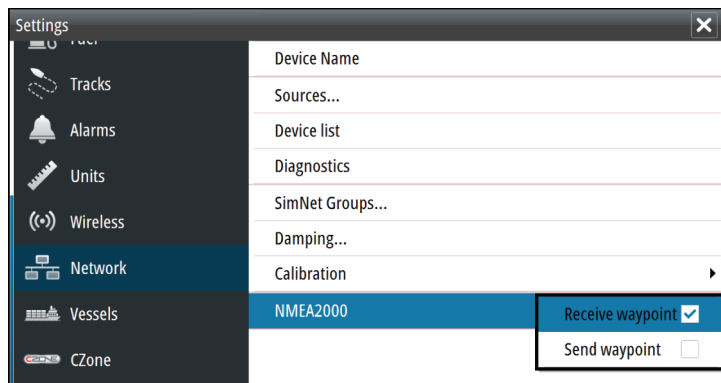 Settings
Tracks
Alarms
Units
Wireless
Network
Vessels
CZONE
CZone
Device Name
Sources...
Device list
Diagnostics
SimNet Groups...
Damping...
Calibration
NMEA2000
Receive waypoint
Send waypoint